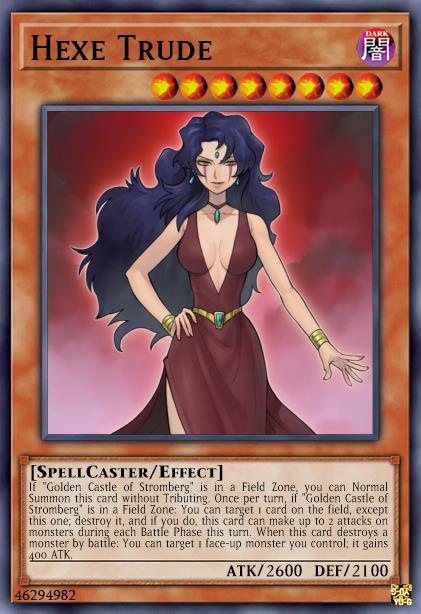 Hexe Trude
DARK
闇
[SpellCaster/Effect]
If "Golden Castle of Stromberg" is in a Field Zone, you can Normal
Summon this card without Tributing. Once per turn, if "Golden Castle of
Stromberg" is in a Field Zone: You can target 1 card on the field, except
this one; destroy it, and if you do, this card can make up to 2 attacks on
monsters during each Battle Phase this turn. When this card destroys a
monster by battle: You can target 1 face-up monster you control; it gains
400 ATK.
ATK/2600 DEF/2100
46294982